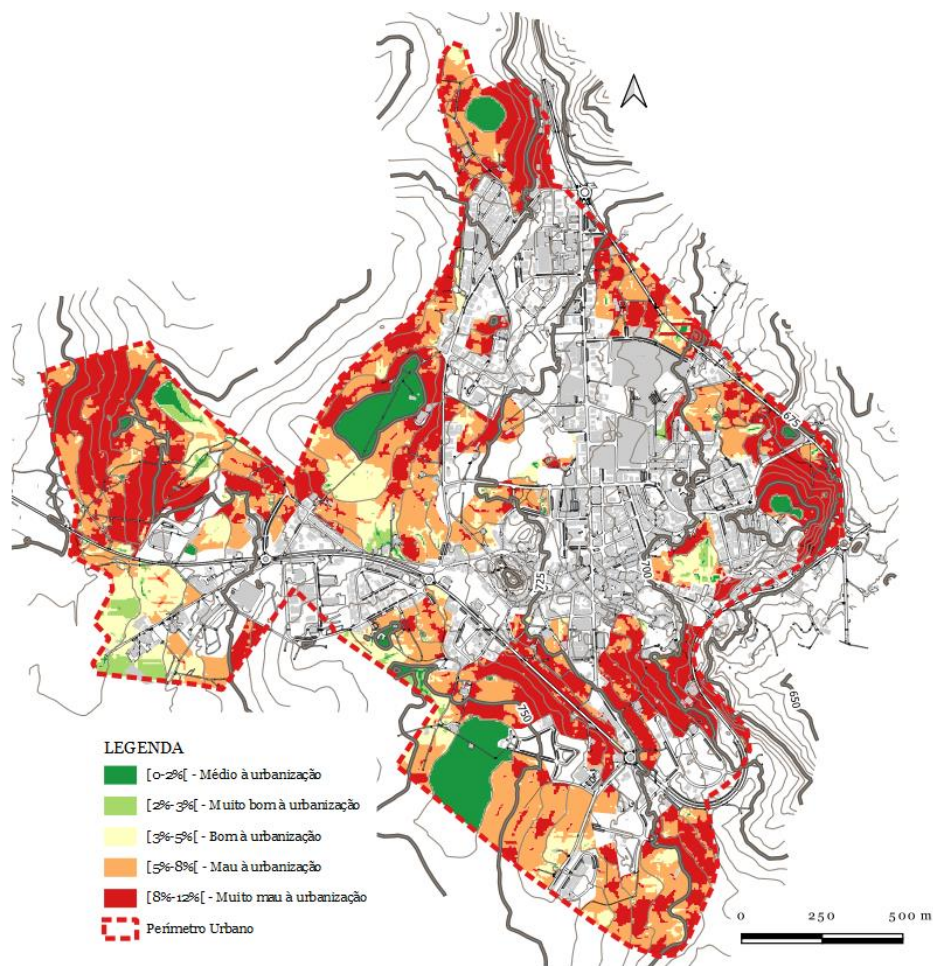 675
700
725
650
750
LEGENDA
[0-2%[ - Médio à urbanização
[2%-3%[ - Muito bom à urbanização
[3%-5%[ - Bom à urbanização
[5%-8%[ - Mau à urbanização
[8%-12%[ - Muito mau à urbanização
Perímetro Urbano
0 250 500 m